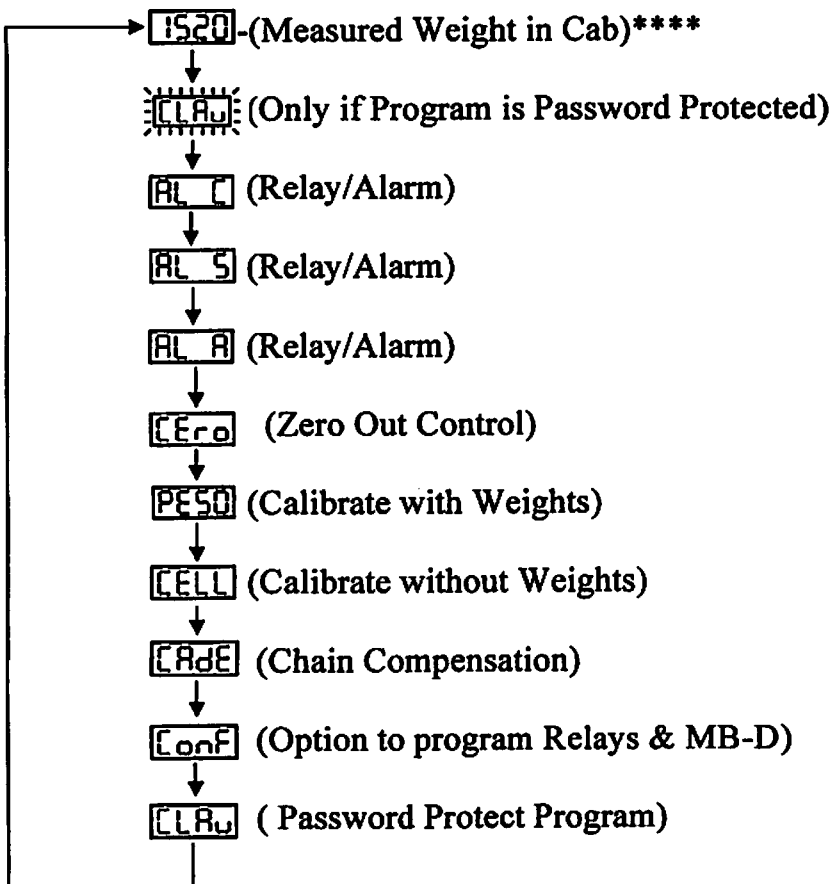 1520-(Measured Weight in Cab)****
CLAu (Only if Program is Password Protected)
AL C (Relay/Alarm)
AL S (Relay/Alarm)
AL A (Relay/Alarm)
CEro (Zero Out Control)
PESO (Calibrate with Weights)
CELL (Calibrate without Weights)
CAdE (Chain Compensation)
ConF (Option to program Relays & MB-D)
CLAu ( Password Protect Program)